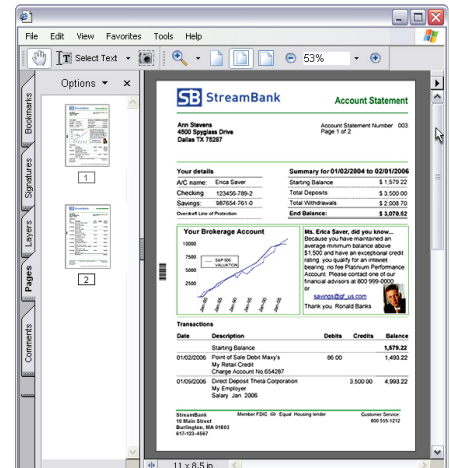 File Edit View Favorites Tools Help
Select Text
53%
Options
Bookmarks
Signatures
Layers
Pages
Comments
1
2
SB StreamBank
Account Statement
Ann Stevens
4500 Spyglass Drive
Dallas TX 75287
Account Statement Number 003
Page 1 of 2
Your details
A/C name: Erica Saver
Checking: 123456-789-2
Savings: 987654-761-0
Overdraft Line of Protection
Summary for 01/02/2004 to 02/01/2006
Starting Balance $ 1,579.22
Total Deposits $ 3,500.00
Total Withdrawals $ 2,008.70
End Balance: $ 3,070.52
Your Brokerage Account
10000
7500
5000
2500
S&P 500
VALUATION
Jan-95
Ms. Erica Saver, did you know...
Because you have maintained an
average minimum balance above
$1,500 and have an exceptional credit
rating, you qualify for an interest
bearing, no fee Platinum Performance
Account. Please contact one of our
financial advisors at 800 999-0000
or
savings@gf_us.com
Thank you. Ronald Banks
Transactions
Date Description Debits Credits Balance
Starting Balance 1,579.22
01/02/2006 Point of Sale Debit Maxy's 86.00 1,493.22
My Retail Credit
Charge Account No.654287
01/09/2006 Direct Deposit Theta Corporation 3,500.00 4,993.22
My Employer
Salary Jan 2006
StreamBank
10 Main Street
Burlington, MA 01803
617-123-4567
Member FDIC Equal Housing lender
Customer Service:
800 555-1212
11 x 8.5 in